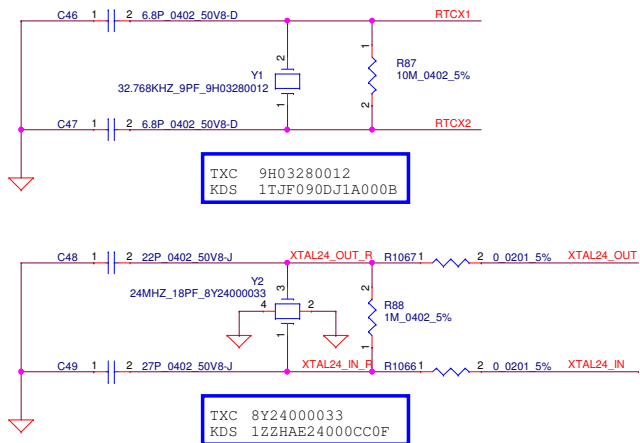 C46 1 2 6.8P_0402_50V8-D RTCX1
2 1 R87
Y1 10M_0402_5%
32.768KHZ_9PF_9H03280012
1 2
C47 1 2 6.8P_0402_50V8-D RTCX2
TXC 9H03280012
KDS 1TJF090DJ1A000B
C48 1 2 22P_0402_50V8-J XTAL24_OUT_R R1067 1 2 0_0201_5% XTAL24_OUT
Y2 3 2
24MHZ_18PF_8Y24000033
4 2 R88
1M_0402_5%
1 1
C49 1 2 27P_0402_50V8-J XTAL24_IN_R R1066 1 2 0_0201_5% XTAL24_IN
TXC 8Y24000033
KDS 1ZZHAE24000CC0F